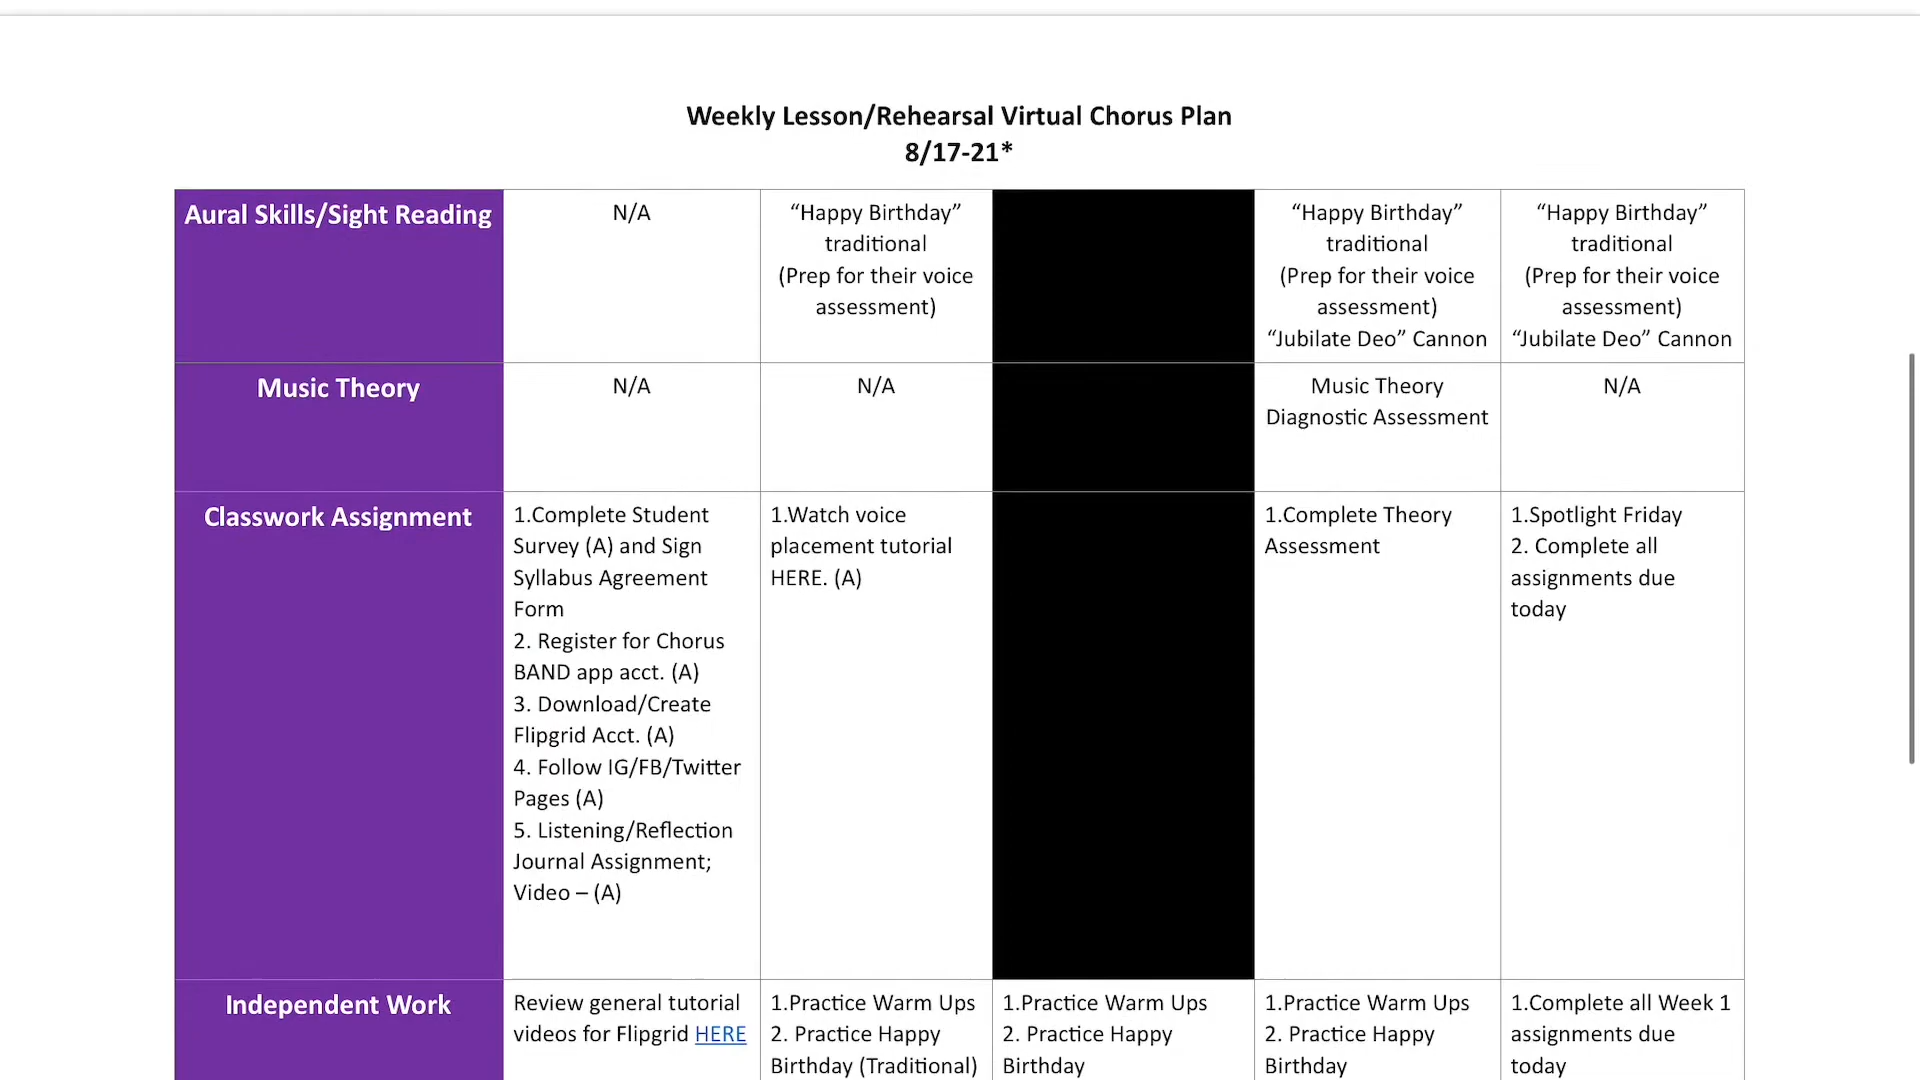 Weekly Lesson/Rehearsal Virtual Chorus Plan
8/17-21*
Aural Skills/Sight Reading
N/A
“Happy Birthday”
traditional
(Prep for their voice
assessment)
“Happy Birthday”
traditional
(Prep for their voice
assessment)
“Jubilate Deo” Cannon
“Happy Birthday”
traditional
(Prep for their voice
assessment)
“Jubilate Deo” Cannon
Music Theory
N/A
N/A
Music Theory
Diagnostic Assessment
N/A
Classwork Assignment
1.Complete Student
Survey (A) and Sign
Syllabus Agreement
Form
2. Register for Chorus
BAND app acct. (A)
3. Download/Create
Flipgrid Acct. (A)
4. Follow IG/FB/Twitter
Pages (A)
5. Listening/Reflection
Journal Assignment;
Video – (A)
1.Watch voice
placement tutorial
HERE. (A)
1.Complete Theory
Assessment
1.Spotlight Friday
2. Complete all
assignments due
today
Independent Work
Review general tutorial
videos for Flipgrid HERE
1.Practice Warm Ups
2. Practice Happy
Birthday (Traditional)
1.Practice Warm Ups
2. Practice Happy
Birthday
1.Practice Warm Ups
2. Practice Happy
Birthday
1.Complete all Week 1
assignments due
today